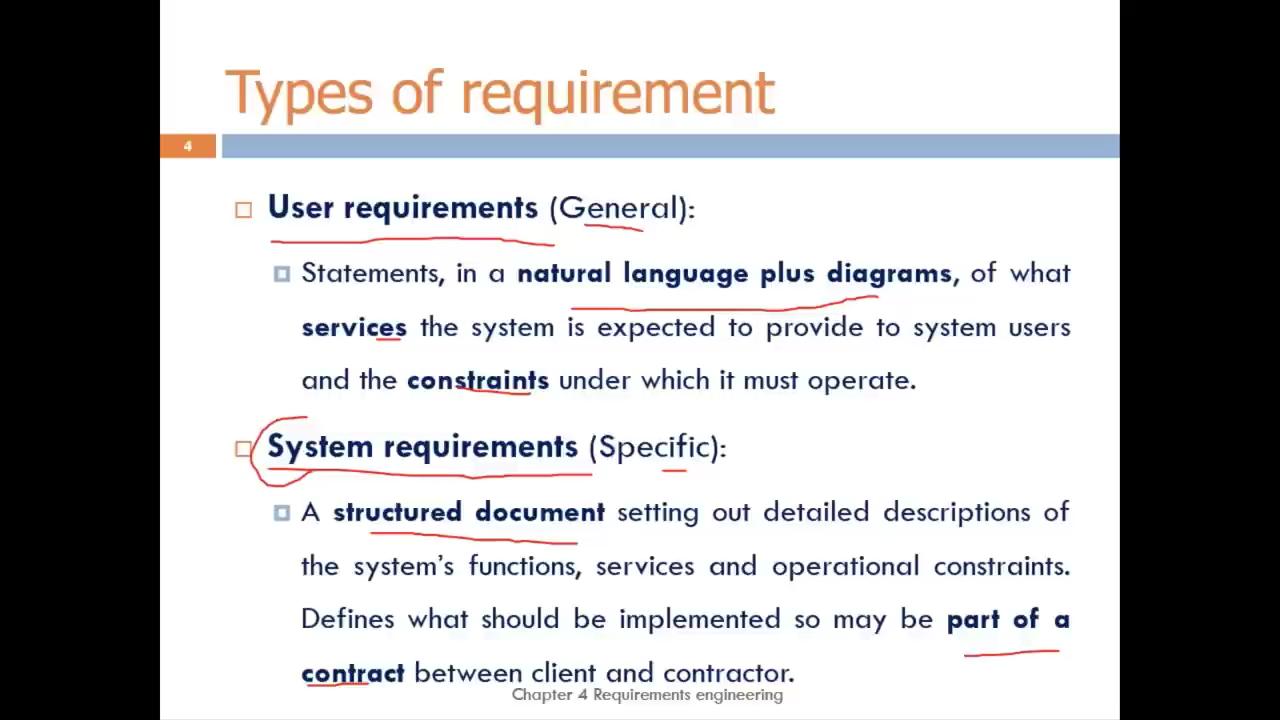 Types of requirement
4
User requirements (General):
Statements, in a natural language plus diagrams, of what
services the system is expected to provide to system users
and the constraints under which it must operate.
System requirements (Specific):
A structured document setting out detailed descriptions of
the system's functions, services and operational constraints.
Defines what should be implemented so may be part of a
contract between client and contractor.
Chapter 4 Requirements engineering